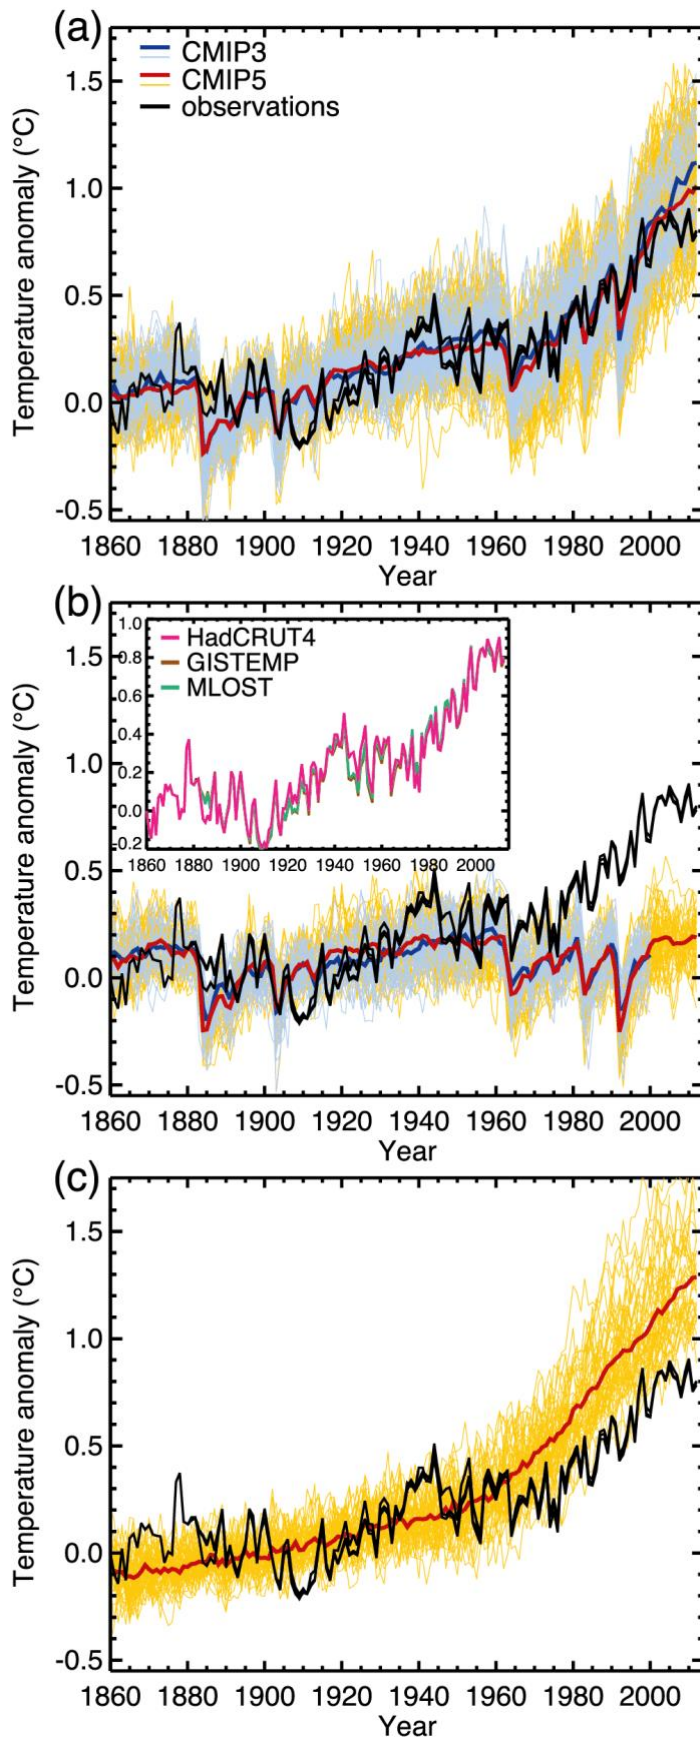 (a)
CMIP3
CMIP5
observations
Temperature anomaly (°C)
1.5
1.0
0.5
0.0
-0.5
1860 1880 1900 1920 1940 1960 1980 2000
Year
(b)
HadCRUT4
GISTEMP
MLOST
1.0
0.8
0.6
0.4
0.2
0.0
-0.2
1860 1880 1900 1920 1940 1960 1980 2000
Temperature anomaly (°C)
1.5
1.0
0.5
0.0
-0.5
1860 1880 1900 1920 1940 1960 1980 2000
Year
(c)
Temperature anomaly (°C)
1.5
1.0
0.5
0.0
-0.5
1860 1880 1900 1920 1940 1960 1980 2000
Year